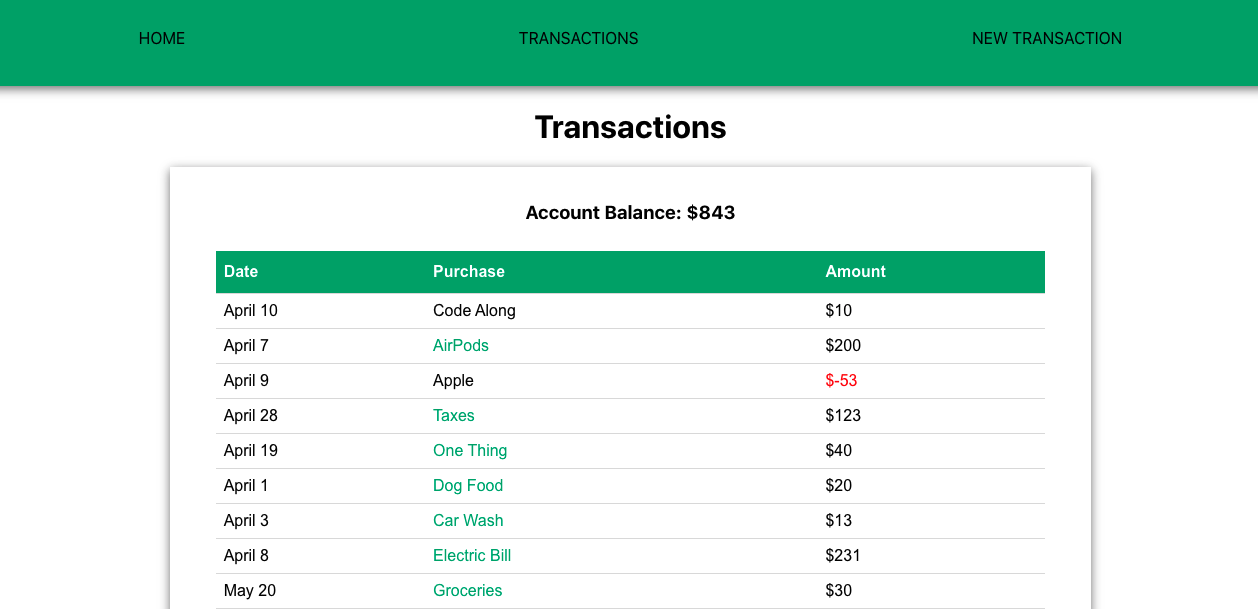 HOME TRANSACTIONS NEW TRANSACTION
Transactions
Account Balance: $843
Date Purchase Amount
April 10 Code Along $10
April 7 AirPods $200
April 9 Apple $-53
April 28 Taxes $123
April 19 One Thing $40
April 1 Dog Food $20
April 3 Car Wash $13
April 8 Electric Bill $231
May 20 Groceries $30